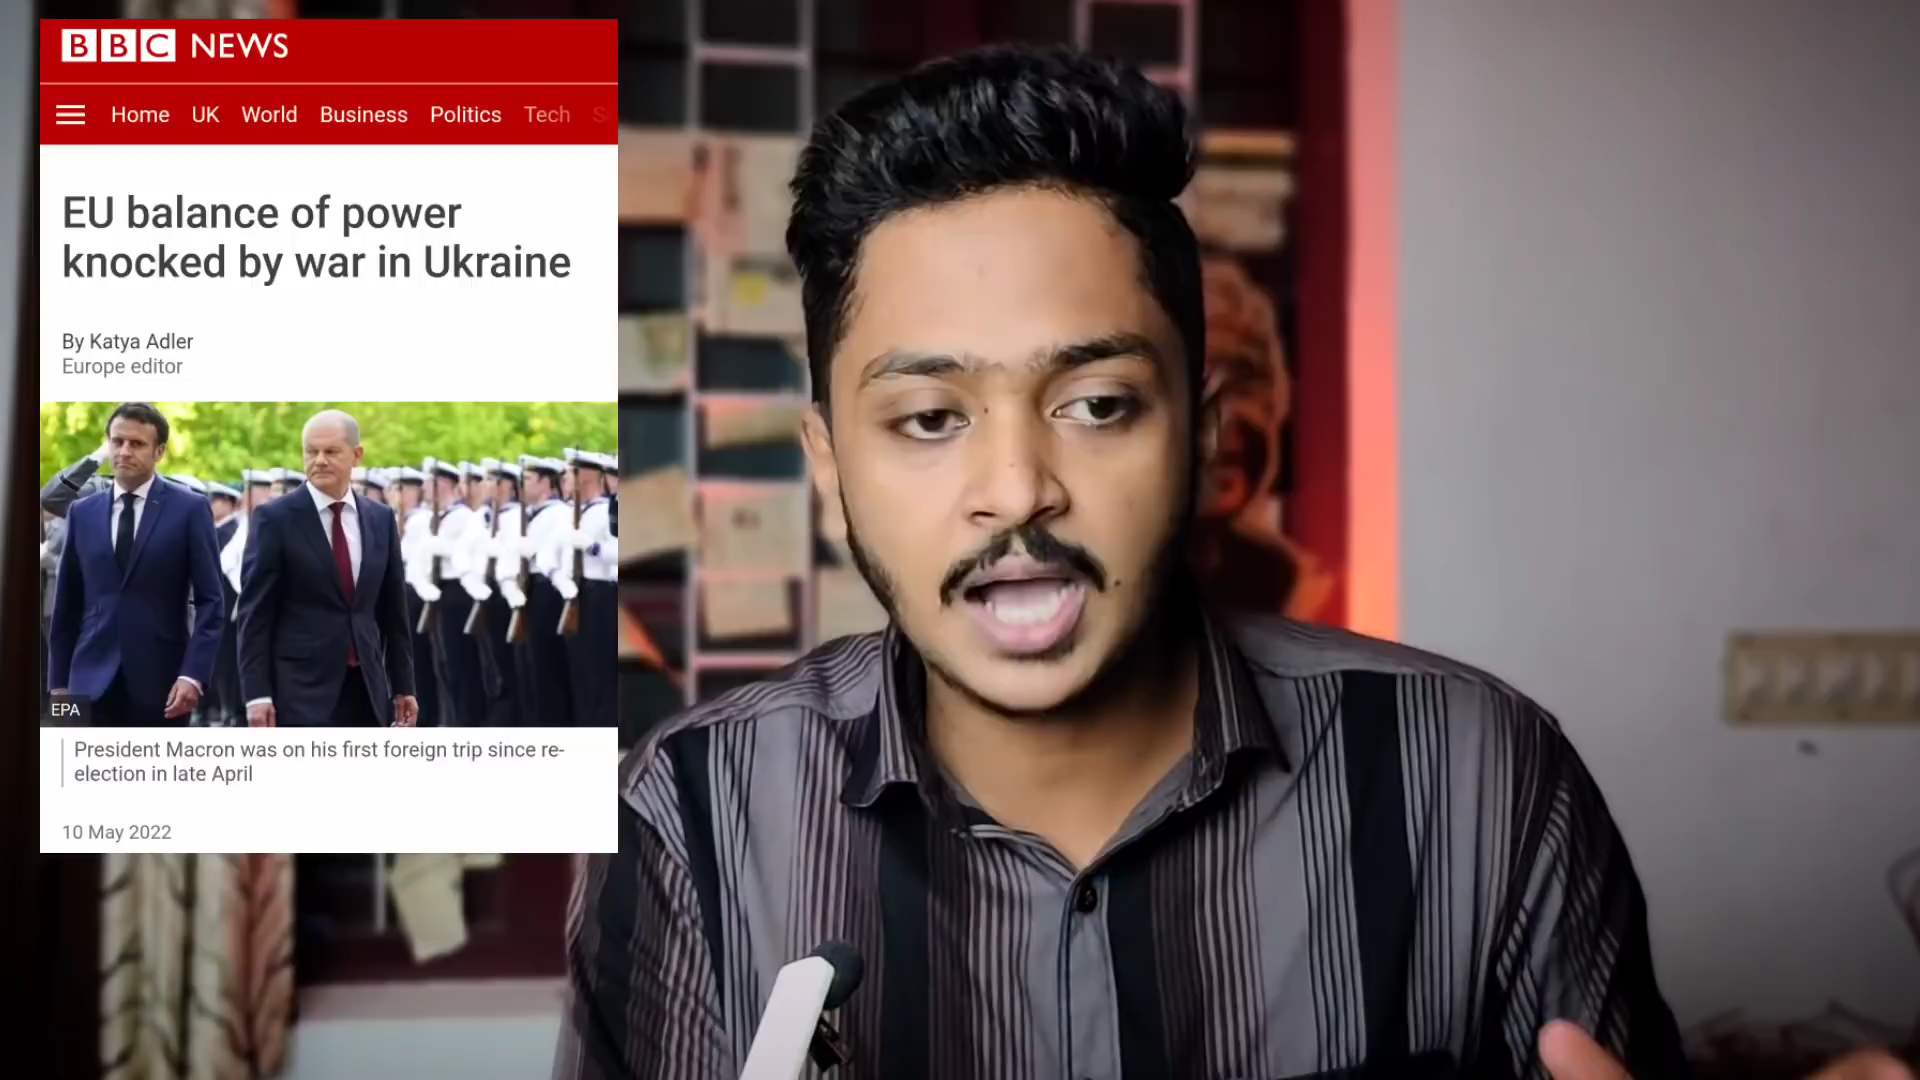 BBC NEWS
Home UK World Business Politics Tech
EU balance of power
knocked by war in Ukraine
By Katya Adler
Europe editor
EPA
President Macron was on his first foreign trip since re-
election in late April
10 May 2022